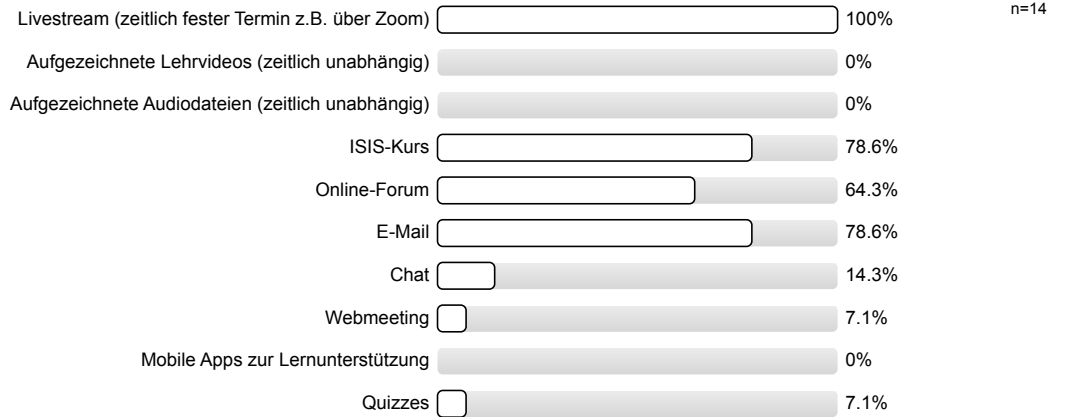 Livestream (zeitlich fester Termin z.B. über Zoom) 100% n=14
Aufgezeichnete Lehrvideos (zeitlich unabhängig) 0%
Aufgezeichnete Audiodateien (zeitlich unabhängig) 0%
ISIS-Kurs 78.6%
Online-Forum 64.3%
E-Mail 78.6%
Chat 14.3%
Webmeeting 7.1%
Mobile Apps zur Lernunterstützung 0%
Quizzes 7.1%